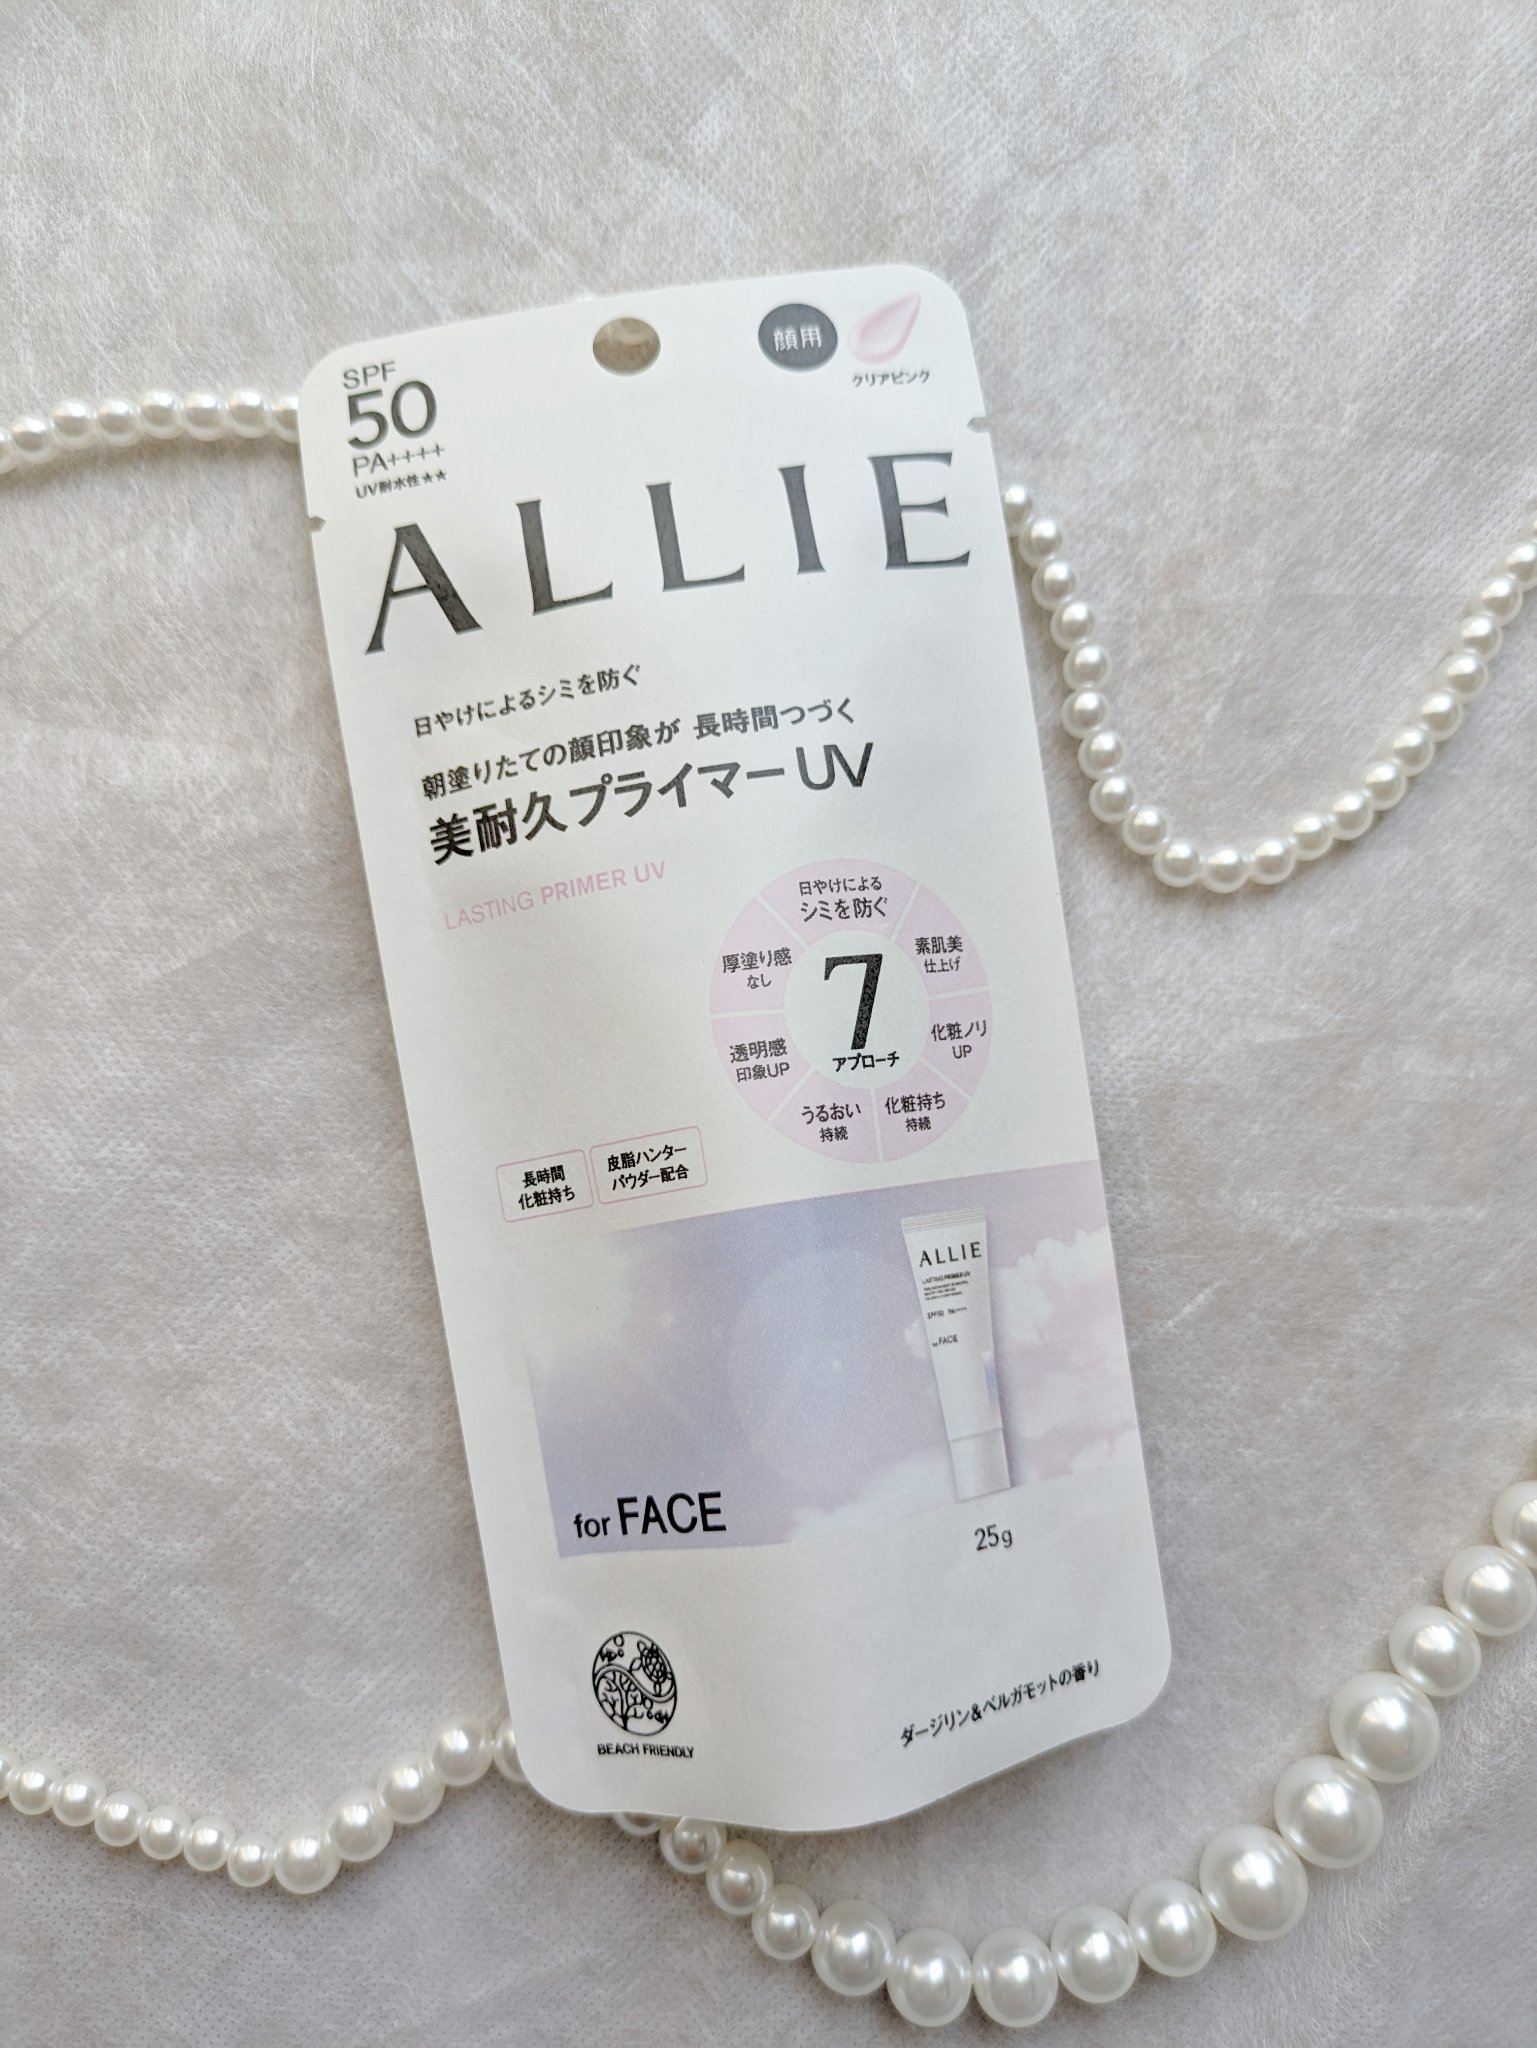 SPF
50
PA++++
UV耐水性★★
顔用
クリアピンク
ALLIE
日やけによるシミを防ぐ
朝塗りたての顔印象が 長時間つづく
美耐久プライマーUV
LASTING PRIMER UV
日やけによる
シミを防ぐ
素肌美
仕上げ
化粧ノリ
UP
化粧持ち
持続
うるおい
持続
透明感
印象UP
厚塗り感
なし
7
アプローチ
長時間
化粧持ち
皮脂ハンター
パウダー配合
ALLIE
LASTING PRIMER UV
SPF50 PA++++
for FACE
for FACE
25g
BEACH FRIENDLY
ダージリン&ベルガモットの香り